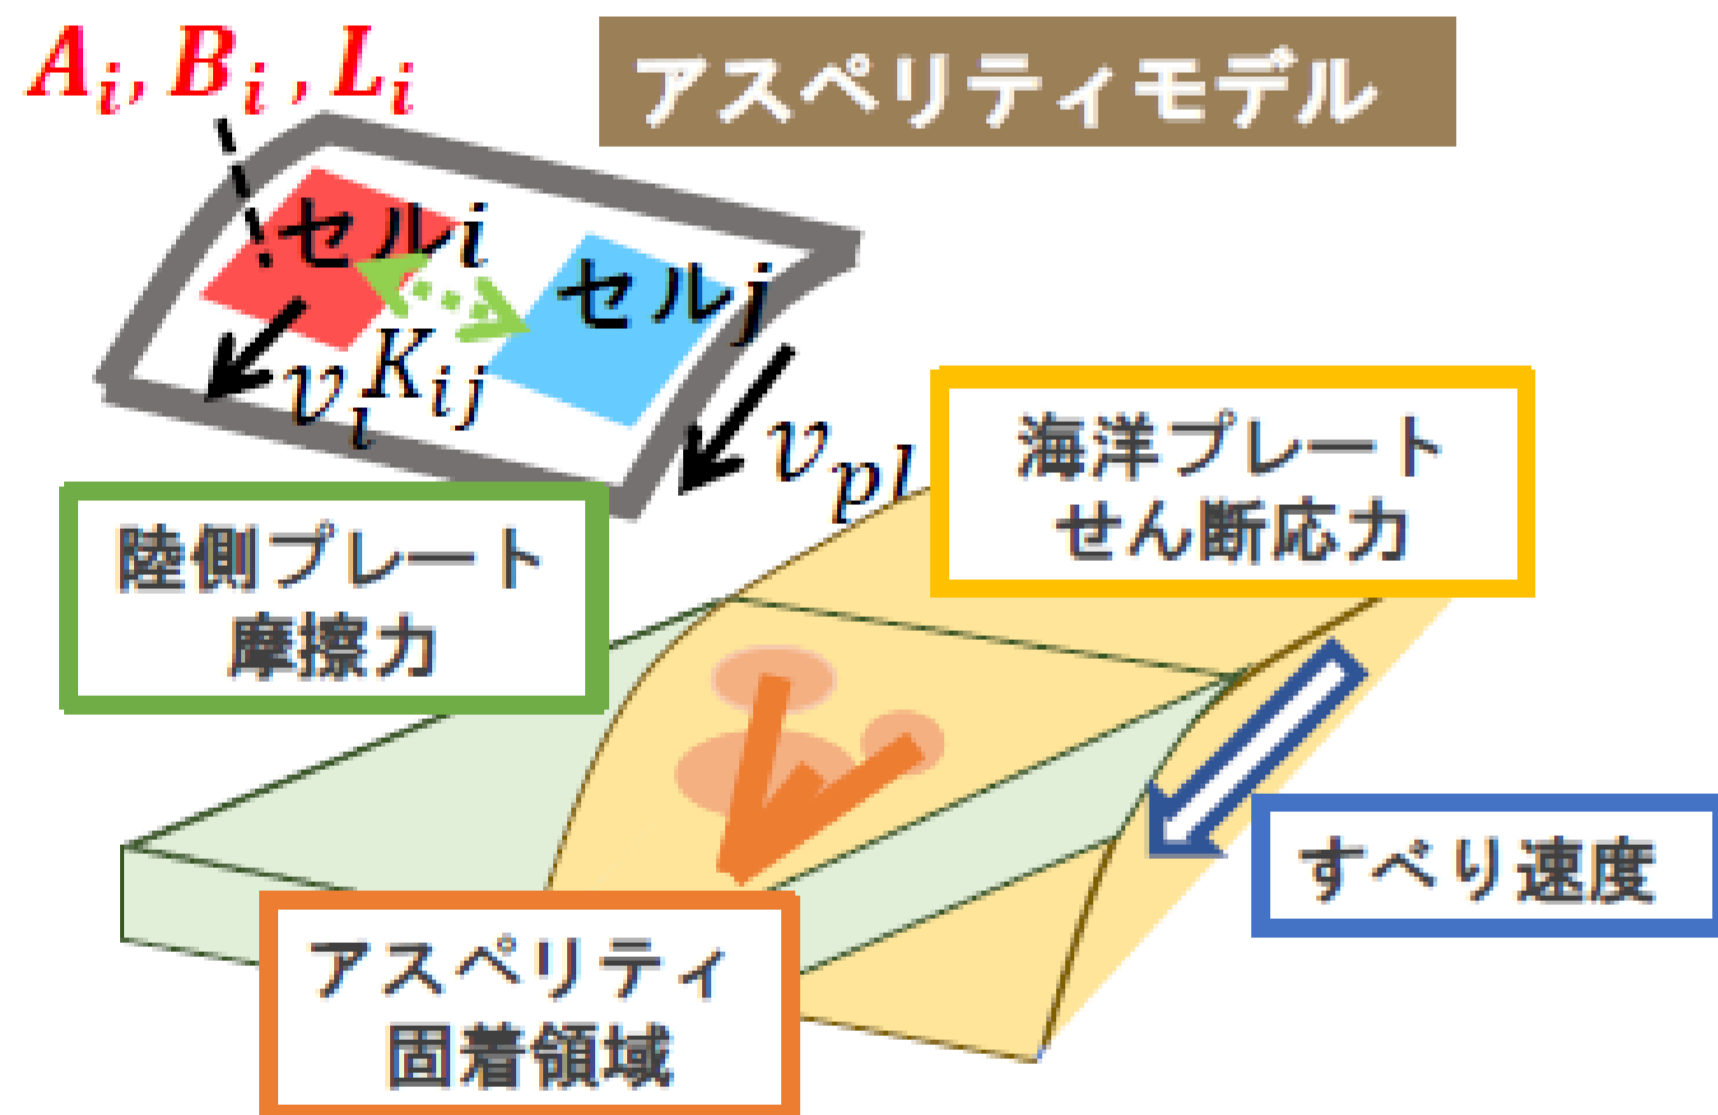 A_i, B_i, L_i
アスペリティモデル
セルi
セルj
K_ij
v_i
v_pl
海洋プレート
せん断応力
陸側プレート
摩擦力
すべり速度
アスペリティ
固着領域